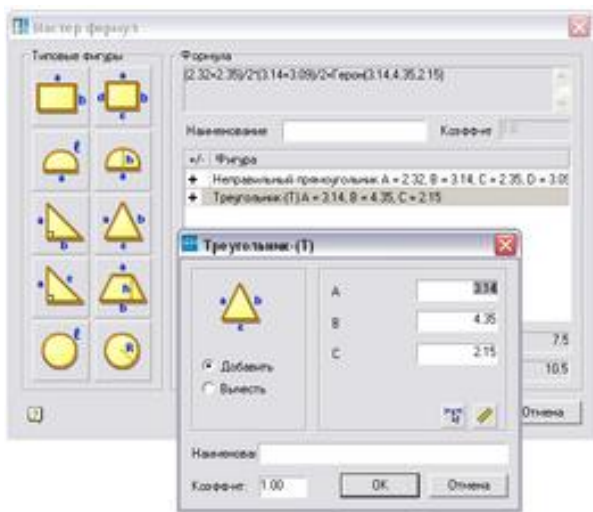 Мастер формул
Типовые фигуры
Формула
(2.32+2.35)/2*(3.14+3.09)/2+Герон(3.14,4.35,2.15)
Наименование
Коэфф-т
+/- Фигура
+ Неправильный прямоугольник A = 2.32, B = 3.14, C = 2.35, D = 3.09
+ Треугольник-(Т) A = 3.14, B = 4.35, C = 2.15
a
b
a
d b
c
ℓ
a
h
a
a
b
a b
c
a c
b
a
h
b
ℓ
R
7.5
10.5
Отмена
Треугольник-(Т)
a b
c
Добавить
Вычесть
A 3.14
B 4.35
C 2.15
Наименова
Коэфф-т: 1.00
OK
Отмена